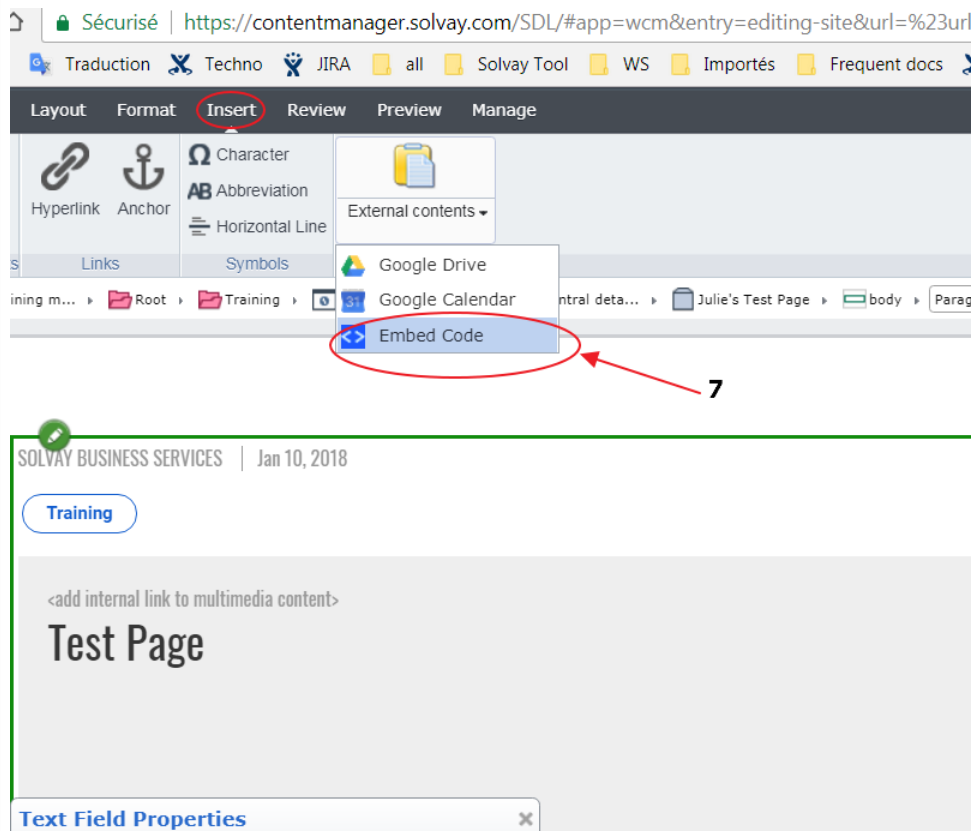 Sécurisé | https://contentmanager.solvay.com/SDL/#app=wcm&entry=editing-site&url=%23url
Traduction Techno JIRA all Solvay Tool WS Importés Frequent docs
Layout Format Insert Review Preview Manage
Ω Character
AB Abbreviation
Hyperlink Anchor External contents
Horizontal Line
s Links Symbols
Google Drive
31 Google Calendar
<> Embed Code
ining m... Root Training ntral deta... Julie's Test Page body Parag
7
SOLVAY BUSINESS SERVICES | Jan 10, 2018
Training
<add internal link to multimedia content>
Test Page
Text Field Properties ×